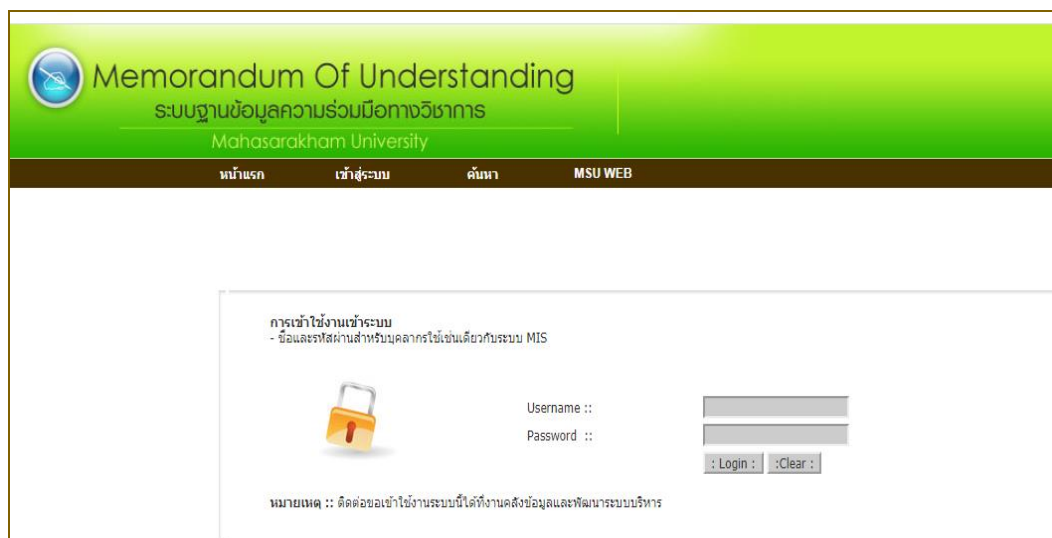 Memorandum Of Understanding
ระบบฐานข้อมูลความร่วมมือทางวิชาการ
Mahasarakham University
หน้าแรก เข้าสู่ระบบ ค้นหา MSU WEB
การเข้าใช้งานเข้าระบบ
- ชื่อและรหัสผ่านสำหรับบุคลากรใช้เช่นเดียวกับระบบ MIS
Username ::
Password ::
: Login : :Clear :
หมายเหตุ :: ติดต่อขอเข้าใช้งานระบบนี้ได้ที่งานคลังข้อมูลและพัฒนาระบบบริหาร